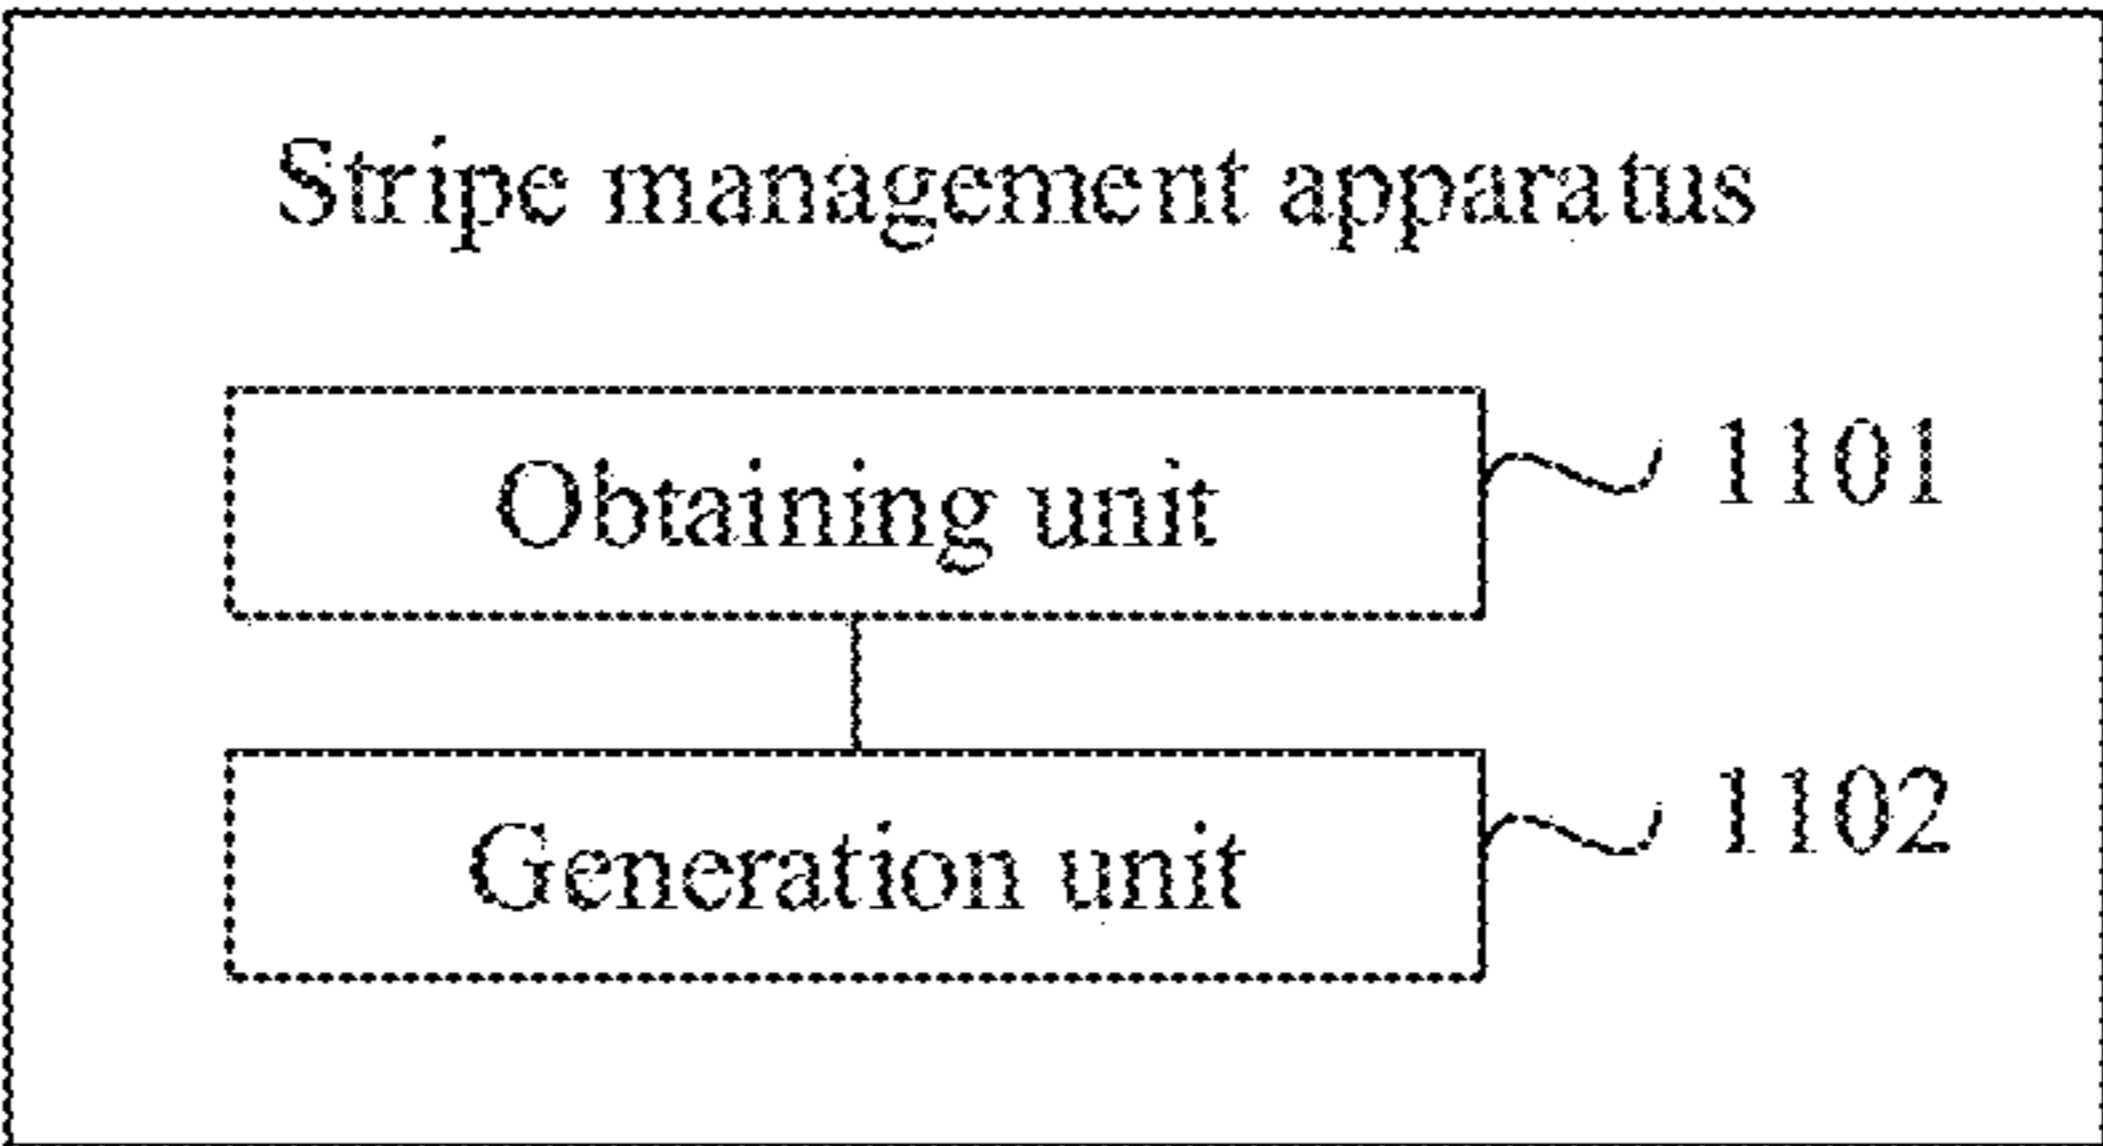 Stripe management apparatus
Obtaining unit
1101
Generation unit
1102